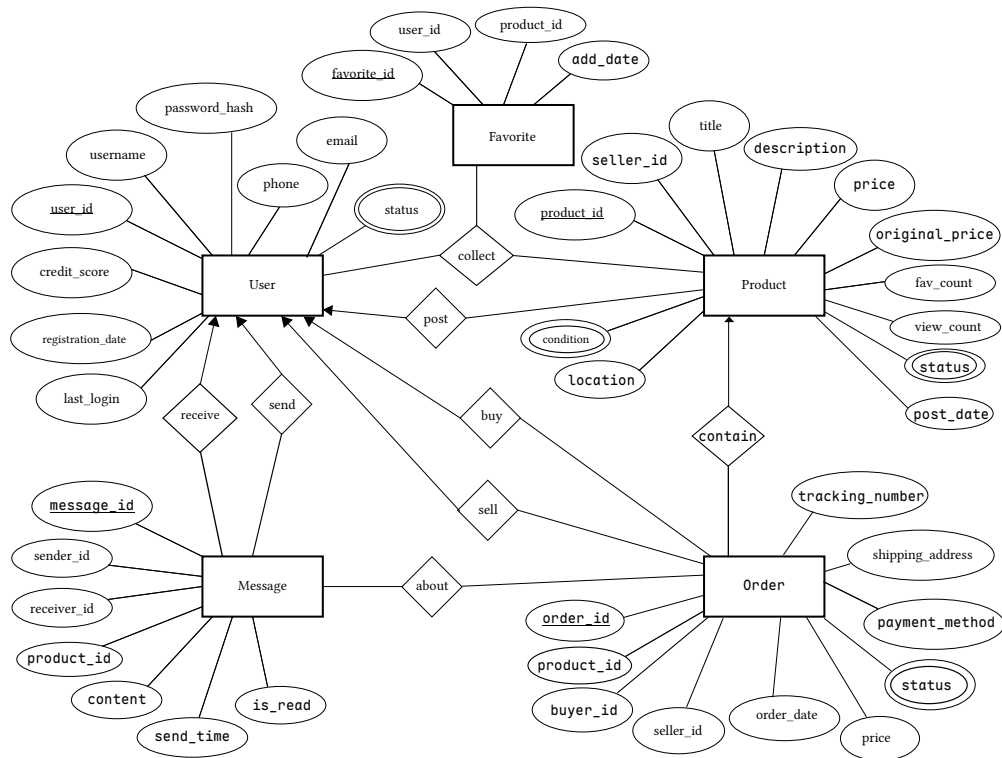 user_id
product_id
favorite_id
add_date
Favorite
password_hash
email
username
phone
title
description
seller_id
price
user_id
status
product_id
original_price
credit_score
User
collect
Product
fav_count
post
registration_date
condition
view_count
status
location
last_login
receive
send
buy
post_date
contain
message_id
tracking_number
sell
sender_id
shipping_address
Message
about
Order
receiver_id
order_id
payment_method
product_id
product_id
status
content
is_read
buyer_id
send_time
seller_id
order_date
price